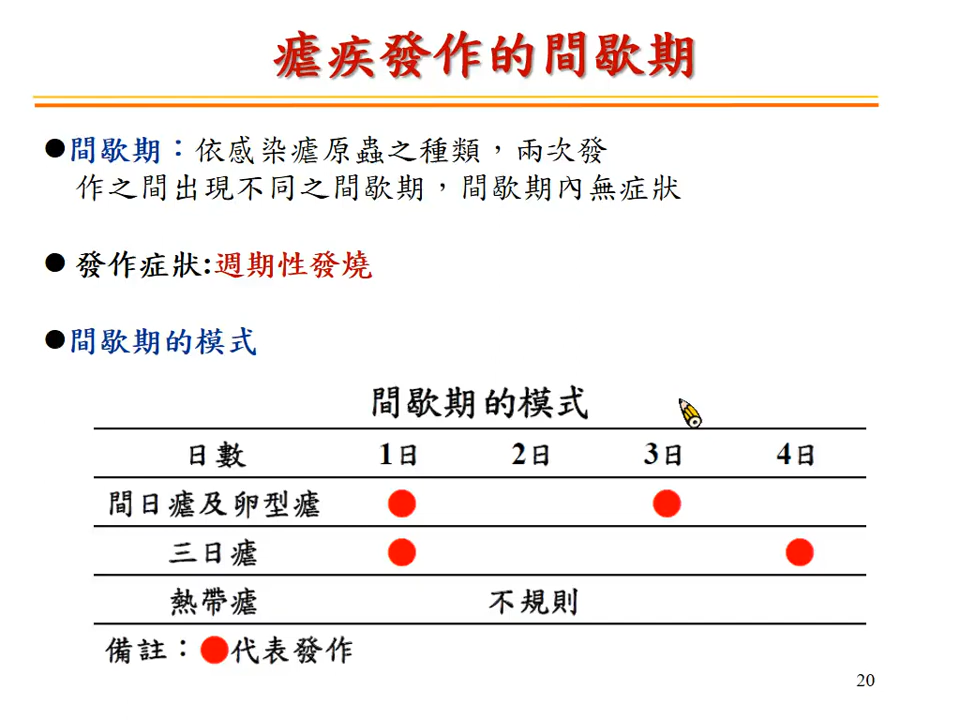 瘧疾發作的間歇期
●間歇期：依感染瘧原蟲之種類，兩次發
作之間出現不同之間歇期，間歇期內無症狀
● 發作症狀:週期性發燒
●間歇期的模式
間歇期的模式
日數 1日 2日 3日 4日
間日瘧及卵型瘧 ● ●
三日瘧 ● ●
熱帶瘧 不規則
備註：●代表發作
20